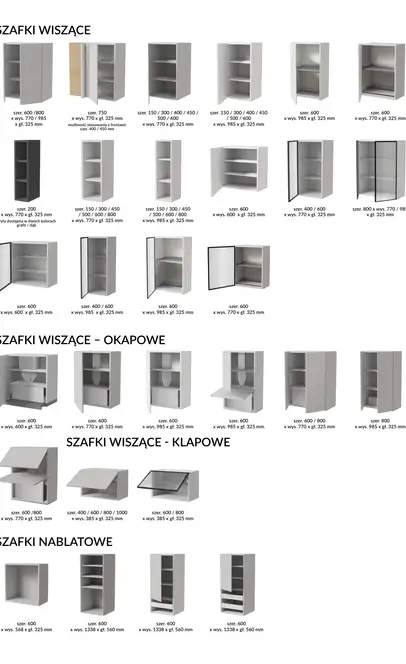 SZAFKI WISZĄCE
szer. 600 /800
x wys. 770 / 985
x gł. 325 mm
szer. 750
x wys. 770 x gł. 325 mm
możliwość stosowania z frontami
szer. 400 / 450 mm
szer. 150 / 300 / 400 / 450 /
/ 500 / 600
x wys. 770 x gł. 325 mm
szer. 150 / 300 / 400 / 450
/ 500 / 600
x wys. 985 x gł. 325 mm
szer. 600
x wys. 985 x gł. 325 mm
szer. 600
x wys. 770 x gł. 325 mm
szer. 200
x wys. 770 x gł. 325 mm
dostępna w dwóch kolorach
grafit / dąb
szer. 150 / 300 / 450
/ 500 / 600 / 800
x wys. 770 x gł. 325 mm
szer. 150 / 300 / 450
/ 500 / 600 / 800
x wys. 985 x gł. 325 mm
szer. 600
x wys. 600 x gł. 325 mm
szer. 400 / 600
x wys. 770 x gł. 325 mm
szer. 800 x wys. 770 / 98
x gł. 325 mm
szer. 600
x wys. 600 x gł. 325 mm
szer. 400 / 600
x wys. 985 x gł. 325 mm
szer. 600
x wys. 985 x gł. 325 mm
szer. 600
x wys. 770 x gł. 325 mm
SZAFKI WISZĄCE – OKAPOWE
szer. 600
x wys. 600 x gł. 325 mm
szer. 600
x wys. 770 x gł. 325 mm
szer. 600
x wys. 985 x gł. 325 mm
szer. 600
x wys. 985 x gł. 325 mm
szer. 600 / 800
x wys. 770 x gł. 325 mm
szer. 800
x wys. 985 x gł. 325 mm
SZAFKI WISZĄCE - KLAPOWE
szer. 600 /800
x wys. 770 x gł. 325 mm
szer. 400 / 600 / 800 / 1000
x wys. 385 x gł. 325 mm
szer. 600 / 800
x wys. 385 x gł. 325 mm
SZAFKI NABLATOWE
szer. 600
x wys. 568 x gł. 325 mm
szer. 600
x wys. 1338 x gł. 560 mm
szer. 600
x wys. 1338 x gł. 560 mm
szer. 600
x wys. 1338 x gł. 560 mm